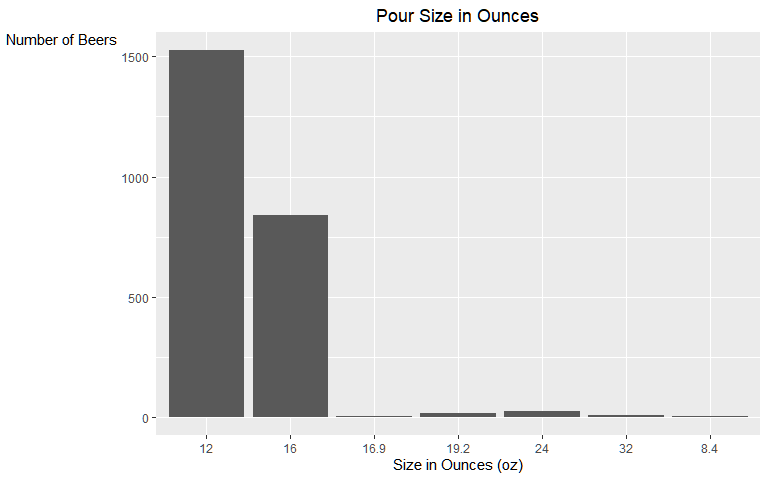 Pour Size in Ounces
Number of Beers
1500
1000
500
0
12 16 16.9 19.2 24 32 8.4
Size in Ounces (oz)